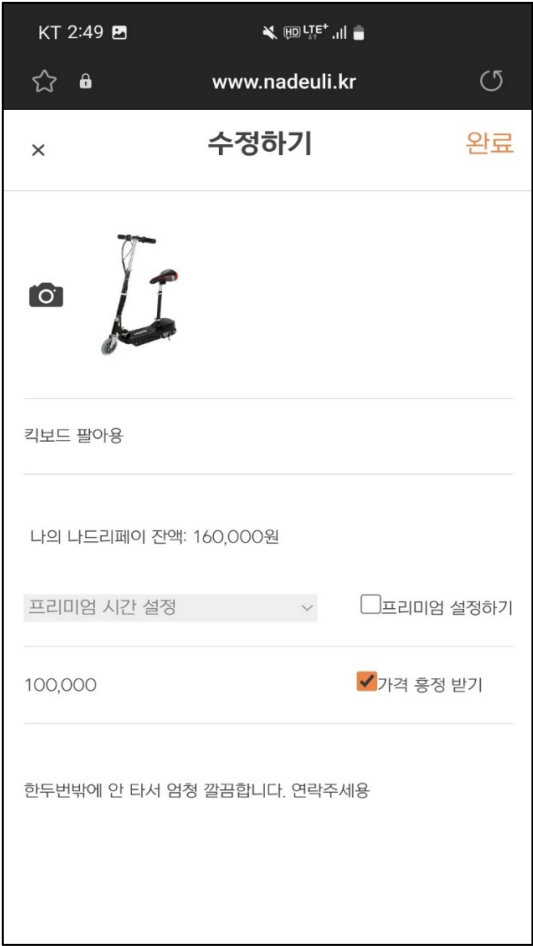 KT 2:49 HD LTE+
www.nadeuli.kr
× 수정하기 완료
킥보드 팔아용
나의 나드리페이 잔액: 160,000원
프리미엄 시간 설정 프리미엄 설정하기
100,000 가격 흥정 받기
한두번밖에 안 타서 엄청 깔끔합니다. 연락주세용